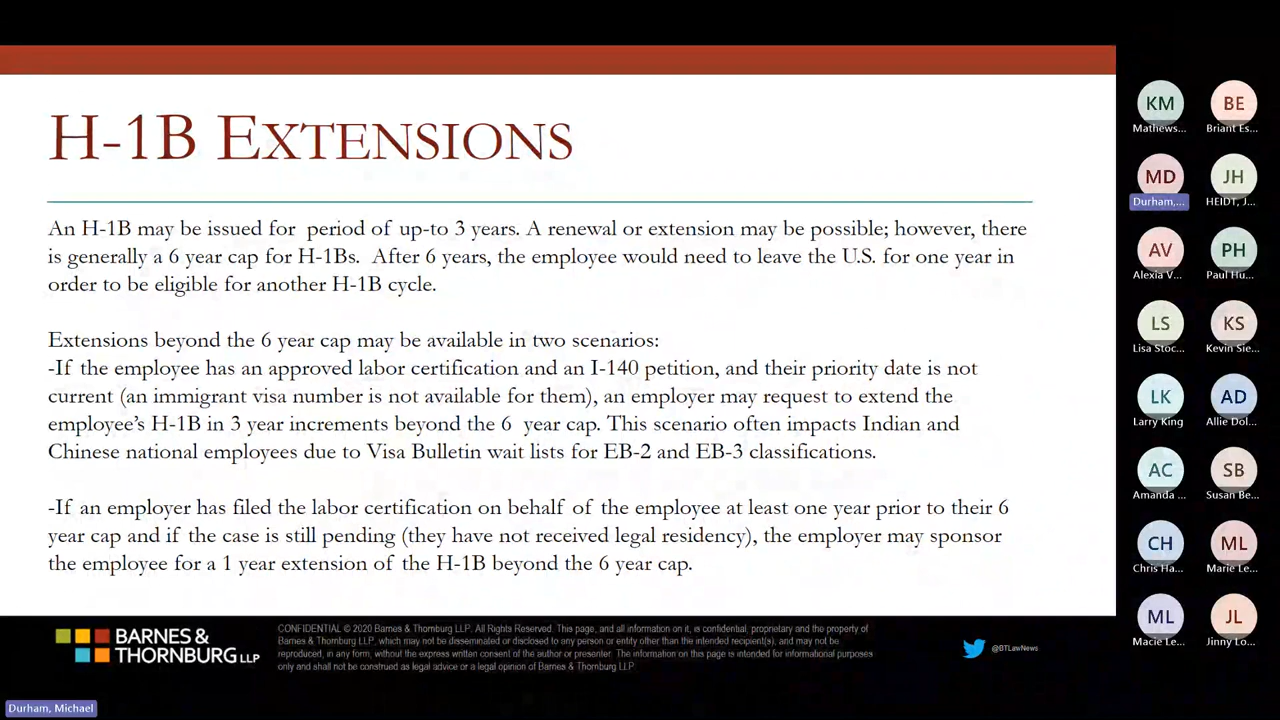 H-1B EXTENSIONS
An H-1B may be issued for period of up-to 3 years. A renewal or extension may be possible; however, there
is generally a 6 year cap for H-1Bs. After 6 years, the employee would need to leave the U.S. for one year in
order to be eligible for another H-1B cycle.
Extensions beyond the 6 year cap may be available in two scenarios:
-If the employee has an approved labor certification and an I-140 petition, and their priority date is not
current (an immigrant visa number is not available for them), an employer may request to extend the
employee's H-1B in 3 year increments beyond the 6 year cap. This scenario often impacts Indian and
Chinese national employees due to Visa Bulletin wait lists for EB-2 and EB-3 classifications.
-If an employer has filed the labor certification on behalf of the employee at least one year prior to their 6
year cap and if the case is still pending (they have not received legal residency), the employer may sponsor
the employee for a 1 year extension of the H-1B beyond the 6 year cap.
BARNES &
THORNBURG LLP
CONFIDENTIAL © 2020 Barnes & Thornburg LLP. All Rights Reserved. This page, and all information on it, is confidential, proprietary and the property of
Barnes & Thornburg LLP, which may not be disseminated or disclosed to any person or entity other than the intended recipient(s), and may not be
reproduced, in any form, without the express written consent of the author or presenter. The information on this page is intended for informational purposes
only and shall not be construed as legal advice or a legal opinion of Barnes & Thornburg LLP.
@BTLawNews
KM
Mathews...
BE
Briant Es...
MD
Durham,...
JH
HEIDT, J...
AV
Alexia V...
PH
Paul Hu...
LS
Lisa Stoc...
KS
Kevin Sie...
LK
Larry King
AD
Allie Dol...
AC
Amanda ...
SB
Susan Be...
CH
Chris Ha...
ML
Marie Le...
ML
Macie Le...
JL
Jinny Lo...
Durham, Michael